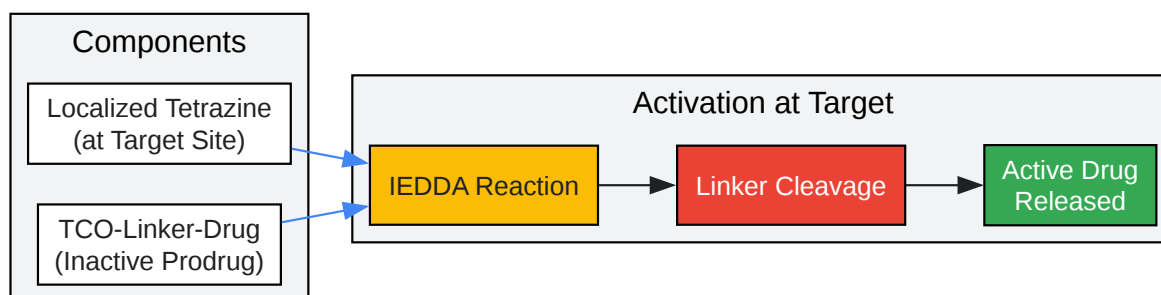 Components
Localized Tetrazine
(at Target Site)
TCO-Linker-Drug
(Inactive Prodrug)
Activation at Target
IEDDA Reaction
Linker Cleavage
Active Drug
Released